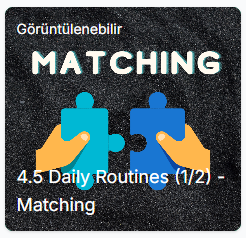 Görüntülenebilir
MATCHING
4.5 Daily Routines (1/2) -
Matching